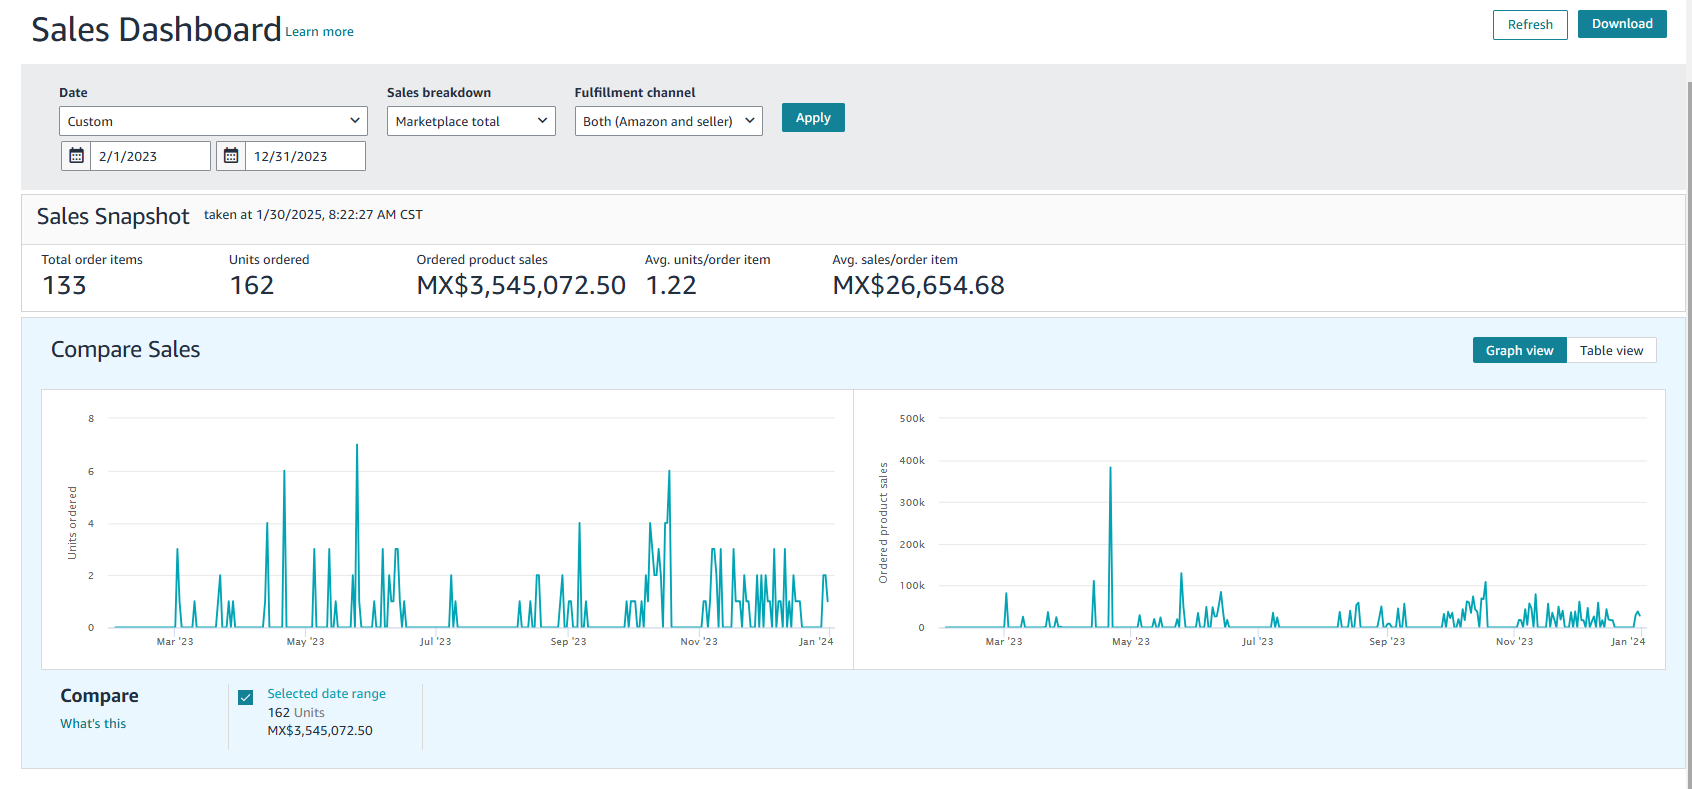 Sales Dashboard Learn more
Refresh
Download
Date
Sales breakdown
Fulfillment channel
Custom
Marketplace total
Both (Amazon and seller)
Apply
2/1/2023
12/31/2023
Sales Snapshot taken at 1/30/2025, 8:22:27 AM CST
Total order items
133
Units ordered
162
Ordered product sales
MX$3,545,072.50
Avg. units/order item
1.22
Avg. sales/order item
MX$26,654.68
Compare Sales
Graph view
Table view
Units ordered
8
6
4
2
0
Mar '23
May '23
Jul '23
Sep '23
Nov '23
Jan '24
Ordered product sales
500k
400k
300k
200k
100k
0
Mar '23
May '23
Jul '23
Sep '23
Nov '23
Jan '24
Compare
What's this
Selected date range
162 Units
MX$3,545,072.50